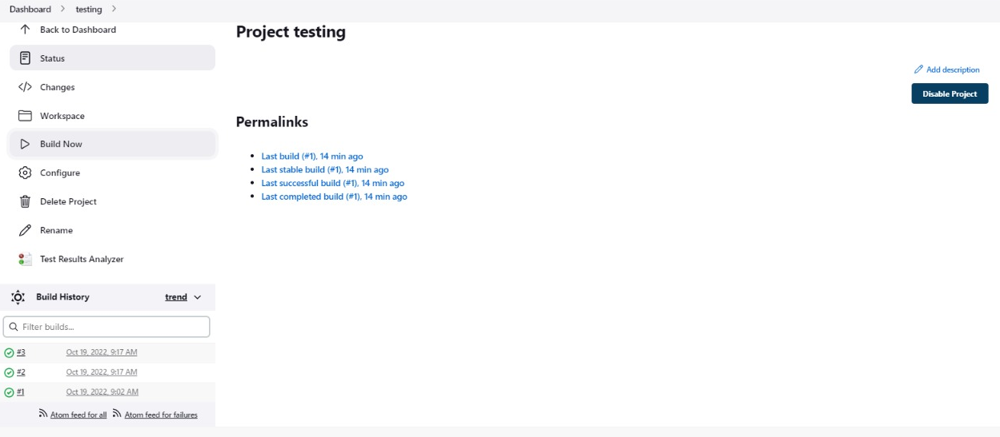 Dashboard > testing >
Back to Dashboard
Status
Changes
Workspace
Build Now
Configure
Delete Project
Rename
Test Results Analyzer
Build History trend
Filter builds...
#3 Oct 19, 2022, 9:17 AM
#2 Oct 19, 2022, 9:17 AM
#1 Oct 19, 2022, 9:02 AM
Atom feed for all Atom feed for failures
Project testing
Add description
Disable Project
Permalinks
Last build (#1), 14 min ago
Last stable build (#1), 14 min ago
Last successful build (#1), 14 min ago
Last completed build (#1), 14 min ago